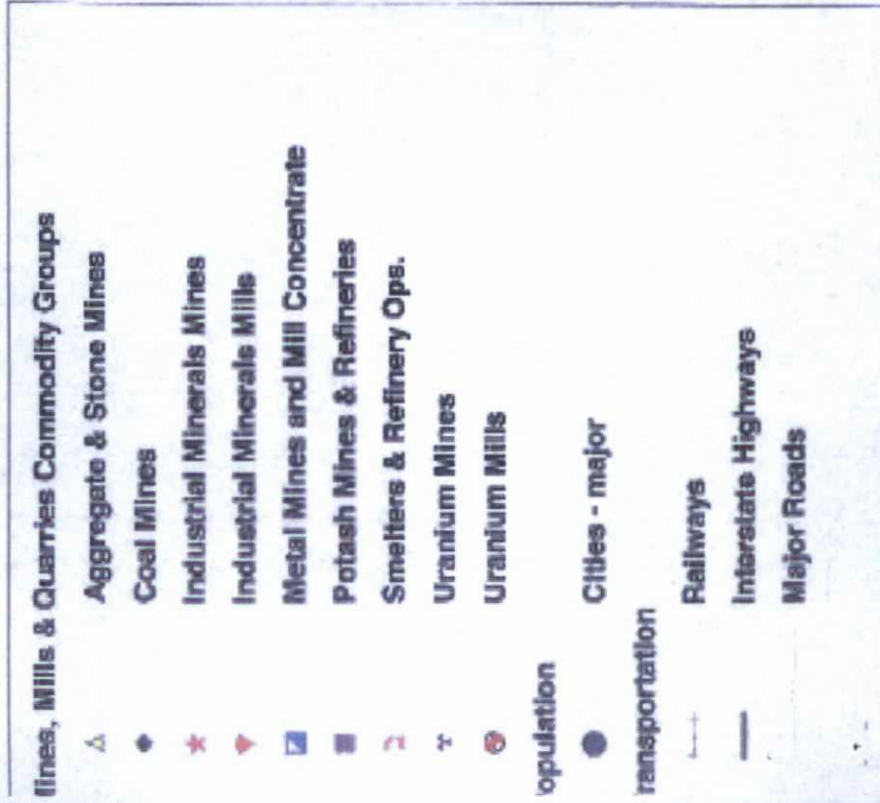 lines, Mills & Quarries Commodity Groups
Aggregate & Stone Mines
Coal Mines
Industrial Minerals Mines
Industrial Minerals Mills
Metal Mines and Mill Concentrate
Potash Mines & Refineries
Smelters & Refinery Ops.
Uranium Mines
Uranium Mills
opulation
Cities - major
ransportation
Railways
Interstate Highways
Major Roads